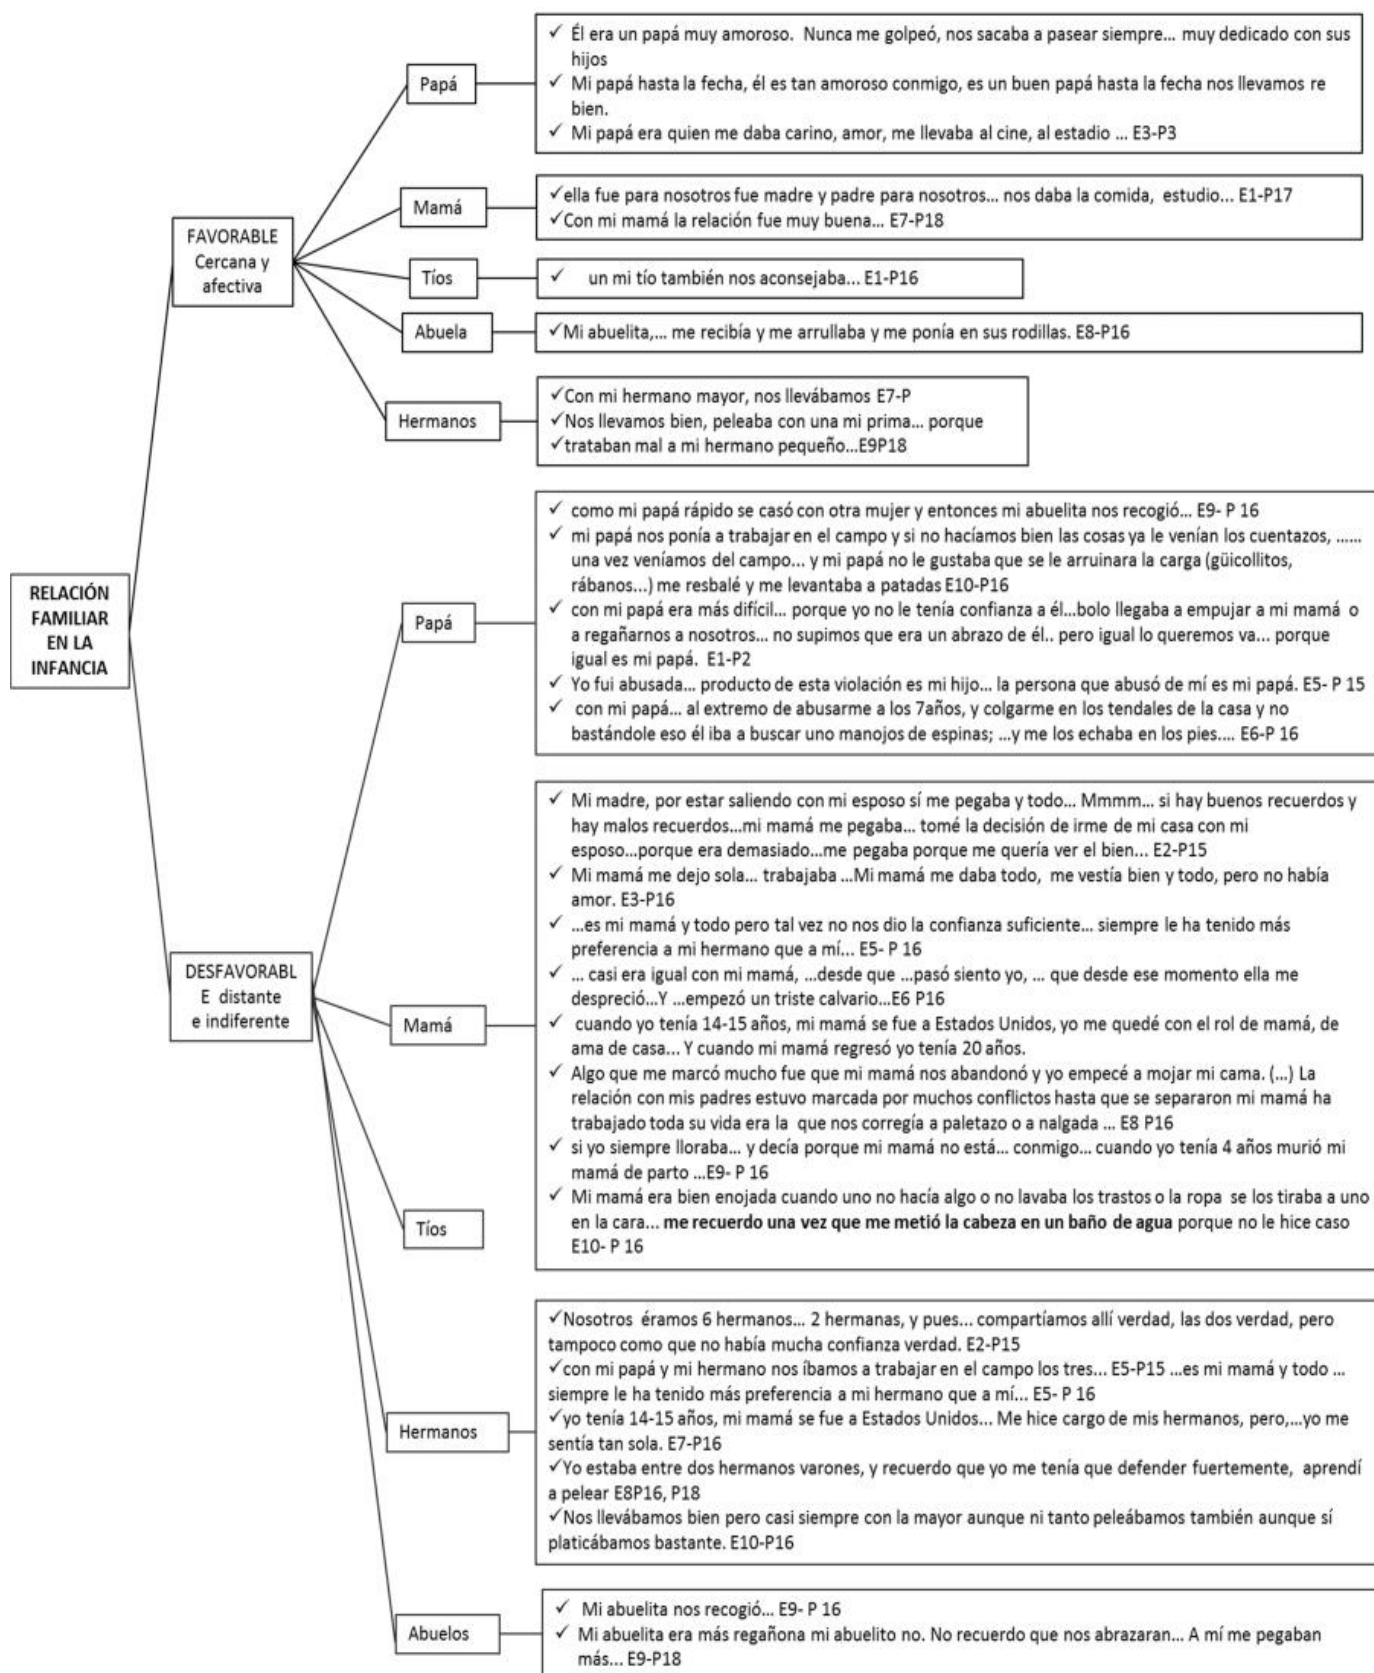 ✓ Él era un papá muy amoroso. Nunca me golpeó, nos sacaba a pasear siempre... muy dedicado con sus
hijos
Papá
✓ Mi papá hasta la fecha, él es tan amoroso conmigo, es un buen papá hasta la fecha nos llevamos re
bien.
✓ Mi papá era quien me daba carino, amor, me llevaba al cine, al estadio ... E3-P3
Mamá
✓ella fue para nosotros fue madre y padre para nosotros... nos daba la comida, estudio... E1-P17
✓Con mi mamá la relación fue muy buena... E7-P18
FAVORABLE
Cercana y
afectiva
Tíos
✓ un mi tío también nos aconsejaba... E1-P16
Abuela
✓Mi abuelita,... me recibía y me arrullaba y me ponía en sus rodillas. E8-P16
Hermanos
✓Con mi hermano mayor, nos llevábamos E7-P
✓Nos llevamos bien, peleaba con una mi prima... porque
✓trataban mal a mi hermano pequeño...E9P18
RELACIÓN
FAMILIAR
EN LA
INFANCIA
Papá
✓ como mi papá rápido se casó con otra mujer y entonces mi abuelita nos recogió... E9- P 16
✓ mi papá nos ponía a trabajar en el campo y si no hacíamos bien las cosas ya le venían los cuentazos, ......
una vez veníamos del campo... y mi papá no le gustaba que se le arruinara la carga (güicollitos,
rábanos...) me resbalé y me levantaba a patadas E10-P16
✓ con mi papá era más difícil... porque yo no le tenía confianza a él...bolo llegaba a empujar a mi mamá o
a regañarnos a nosotros... no supimos que era un abrazo de él.. pero igual lo queremos va... porque
igual es mi papá. E1-P2
✓ Yo fui abusada... producto de esta violación es mi hijo... la persona que abusó de mí es mi papá. E5- P 15
✓ con mi papá... al extremo de abusarme a los 7años, y colgarme en los tendales de la casa y no
bastándole eso él iba a buscar uno manojos de espinas; ...y me los echaba en los pies.... E6-P 16
DESFAVORABL
E distante
e indiferente
Mamá
✓ Mi madre, por estar saliendo con mi esposo sí me pegaba y todo... Mmmm... si hay buenos recuerdos y
hay malos recuerdos...mi mamá me pegaba... tomé la decisión de irme de mi casa con mi
esposo...porque era demasiado...me pegaba porque me quería ver el bien... E2-P15
✓ Mi mamá me dejo sola... trabajaba ...Mi mamá me daba todo, me vestía bien y todo, pero no había
amor. E3-P16
✓ ...es mi mamá y todo pero tal vez no nos dio la confianza suficiente... siempre le ha tenido más
preferencia a mi hermano que a mí... E5- P 16
✓ ... casi era igual con mi mamá, ...desde que ...pasó siento yo, ... que desde ese momento ella me
despreció...Y ...empezó un triste calvario...E6 P16
✓ cuando yo tenía 14-15 años, mi mamá se fue a Estados Unidos, yo me quedé con el rol de mamá, de
ama de casa... Y cuando mi mamá regresó yo tenía 20 años.
✓ Algo que me marcó mucho fue que mi mamá nos abandonó y yo empecé a mojar mi cama. (...) La
relación con mis padres estuvo marcada por muchos conflictos hasta que se separaron mi mamá ha
trabajado toda su vida era la que nos corregía a paletazo o a nalgada ... E8 P16
✓ si yo siempre lloraba... y decía porque mi mamá no está... conmigo... cuando yo tenía 4 años murió mi
mamá de parto ...E9- P 16
✓ Mi mamá era bien enojada cuando uno no hacía algo o no lavaba los trastos o la ropa se los tiraba a uno
en la cara... me recuerdo una vez que me metió la cabeza en un baño de agua porque no le hice caso
E10- P 16
Tíos
Hermanos
✓Nosotros éramos 6 hermanos... 2 hermanas, y pues... compartíamos allí verdad, las dos verdad, pero
tampoco como que no había mucha confianza verdad. E2-P15
✓con mi papá y mi hermano nos íbamos a trabajar en el campo los tres... E5-P15 ...es mi mamá y todo ...
siempre le ha tenido más preferencia a mi hermano que a mí... E5- P 16
✓yo tenía 14-15 años, mi mamá se fue a Estados Unidos... Me hice cargo de mis hermanos, pero,...yo me
sentía tan sola. E7-P16
✓Yo estaba entre dos hermanos varones, y recuerdo que yo me tenía que defender fuertemente, aprendí
a pelear E8P16, P18
✓Nos llevábamos bien pero casi siempre con la mayor aunque ni tanto peleábamos también aunque sí
platicábamos bastante. E10-P16
Abuelos
✓ Mi abuelita nos recogió... E9- P 16
✓ Mi abuelita era más regañona mi abuelito no. No recuerdo que nos abrazaran... A mí me pegaban
más... E9-P18